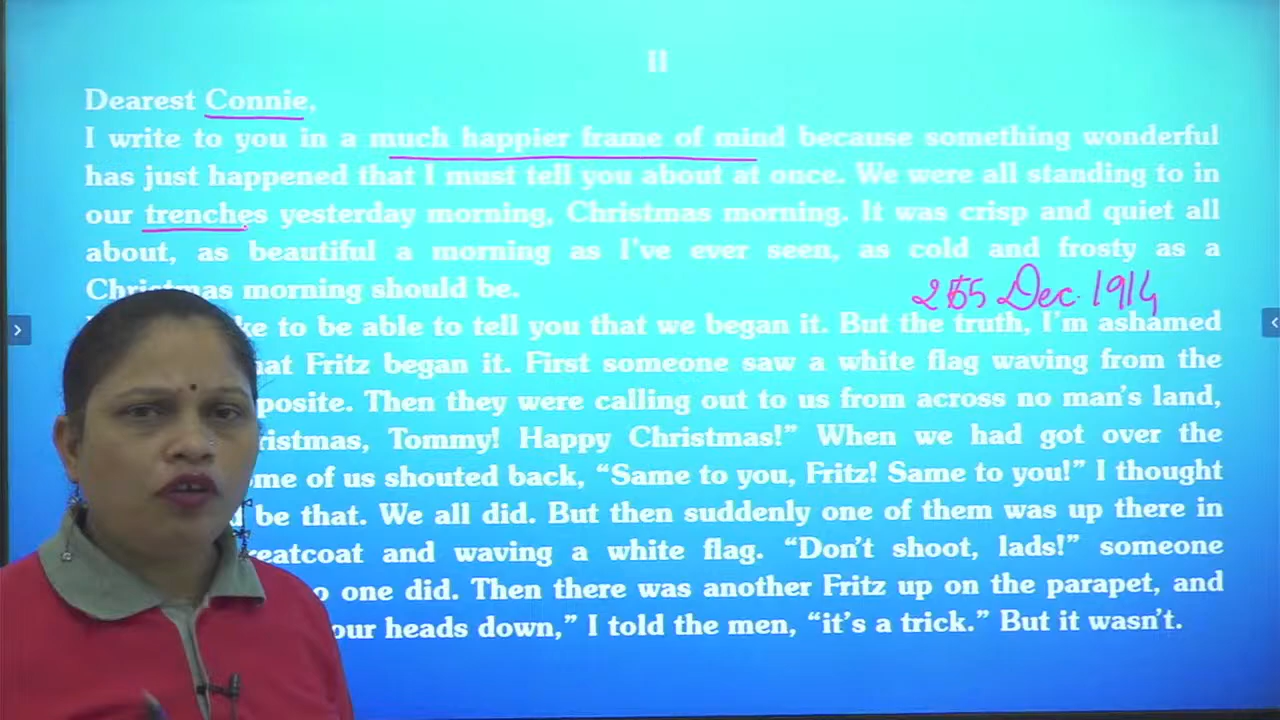 II
Dearest Connie,
I write to you in a much happier frame of mind because something wonderful
has just happened that I must tell you about at once. We were all standing to in
our trenches yesterday morning, Christmas morning. It was crisp and quiet all
about, as beautiful a morning as I've ever seen, as cold and frosty as a
Christmas morning should be.
Dec. 1914
to be able to tell you that we began it. But the truth, I'm ashamed
Fritz began it. First someone saw a white flag waving from the
Then they were calling out to us from across no man's land,
Tommy! Happy Christmas!” When we had got over the
of us shouted back, “Same to you, Fritz! Same to you!” I thought
be that. We all did. But then suddenly one of them was up there in
and waving a white flag. “Don't shoot, lads!” someone
one did. Then there was another Fritz up on the parapet, and
our heads down,” I told the men, “it's a trick.” But it wasn't.